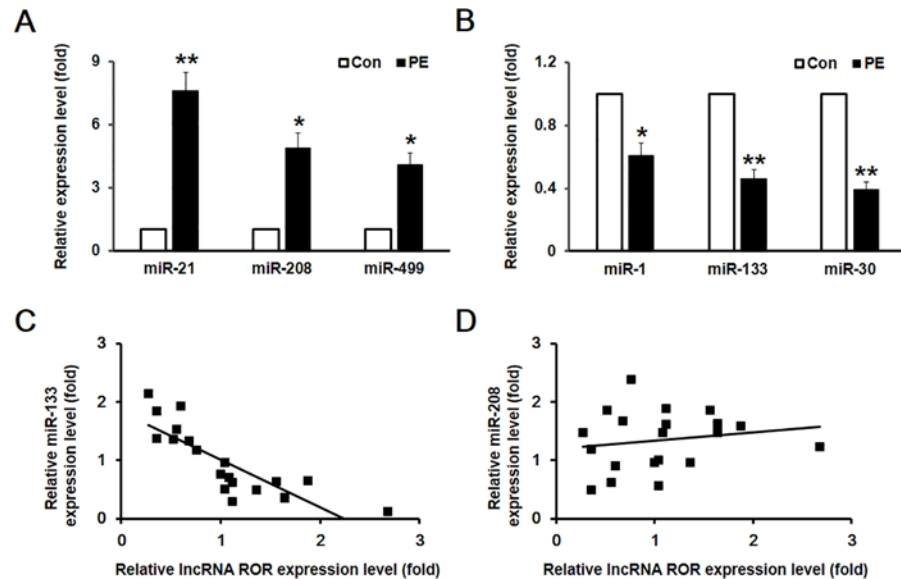 A
Relative expression level (fold)
9
6
3
0
Con PE
**
*
*
miR-21 miR-208 miR-499
B
Relative expression level (fold)
1.2
0.8
0.4
0
Con PE
*
**
**
miR-1 miR-133 miR-30
C
Relative miR-133
expression level (fold)
3
2
1
0
0 1 2 3
Relative lncRNA ROR expression level (fold)
D
Relative miR-208
expression level (fold)
3
2
1
0
0 1 2 3
Relative lncRNA ROR expression level (fold)